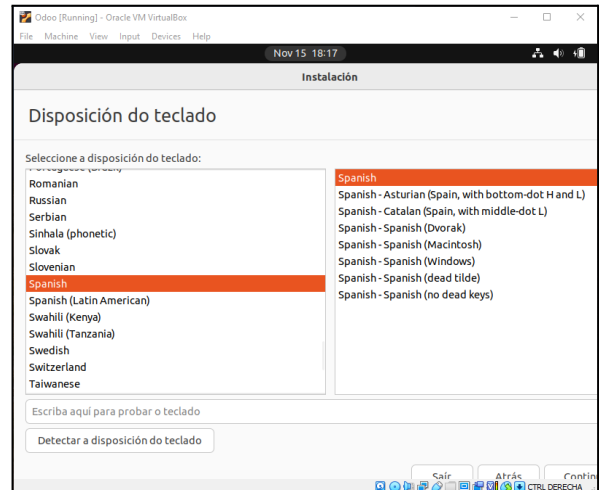 Odoo [Running] - Oracle VM VirtualBox
File Machine View Input Devices Help
Nov 15 18:17
Instalación
Disposición do teclado
Seleccione a disposición do teclado:
Romanian
Russian
Serbian
Sinhala (phonetic)
Slovak
Slovenian
Spanish
Spanish (Latin American)
Swahili (Kenya)
Swahili (Tanzania)
Swedish
Switzerland
Taiwanese
Spanish
Spanish - Asturian (Spain, with bottom-dot H and L)
Spanish - Catalan (Spain, with middle-dot L)
Spanish - Spanish (Dvorak)
Spanish - Spanish (Macintosh)
Spanish - Spanish (Windows)
Spanish - Spanish (dead tilde)
Spanish - Spanish (no dead keys)
Escriba aquí para probar o teclado
Detectar a disposición do teclado
Saír Atrás Contin
CTRL DERECHA